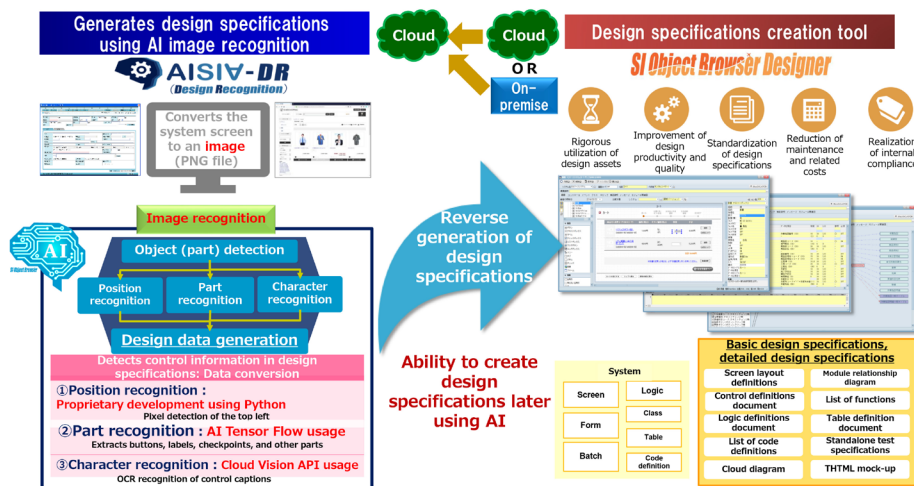 Generates design specifications
using AI image recognition
AISIA-DR
(Design Recognition)
Converts the
system screen
to an image
(PNG file)
Image recognition
AI
SI Object Browser
Object (part) detection
Position
recognition
Part
recognition
Character
recognition
Design data generation
Detects control information in design
specifications: Data conversion
①Position recognition :
Proprietary development using Python
Pixel detection of the top left
②Part recognition : AI Tensor Flow usage
Extracts buttons, labels, checkpoints, and other parts
③Character recognition : Cloud Vision API usage
OCR recognition of control captions
Cloud
Cloud
OR
On-
premise
Reverse
generation of
design
specifications
Ability to create
design
specifications later
using AI
Design specifications creation tool
SI Object Browser Designer
Rigorous
utilization of
design assets
Improvement of
design
productivity and
quality
Standardization
of design
specifications
Reduction of
maintenance
and related
costs
Realization
of internal
compliance
System
Screen
Form
Batch
Logic
Class
Table
Code
definition
Basic design specifications,
detailed design specifications
Screen layout
definitions
Module relationship
diagram
Control definitions
document
List of functions
Logic definitions
document
Table definition
document
List of code
definitions
Standalone test
specifications
Cloud diagram
THTML mock-up